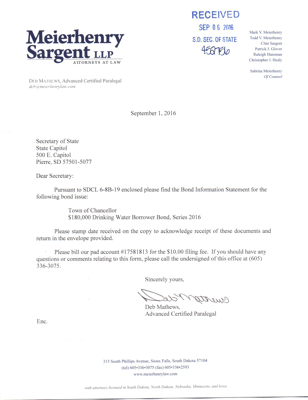 RECEIVED
SEP 06 2016
S.D. SEC. OF STATE
Meierhenry
Sargent LLP
ATTORNEYS AT LAW
Mark V. Meierhenry
Todd V. Meierhenry
Clint Sargent
Patrick J. Glover
Raleigh Hansman
Christopher J. Healy
Sabrina Meierhenry
Of Counsel
Deb Mathews, Advanced Certified Paralegal
deb@meierhenrylaw.com
September 1, 2016
Secretary of State
State Capitol
500 E. Capitol
Pierre, SD 57501-5077
Dear Secretary:
Pursuant to SDCL 6-8B-19 enclosed please find the Bond Information Statement for the
following bond issue:
Town of Chancellor
$180,000 Drinking Water Borrower Bond, Series 2016
Please stamp date received on the copy to acknowledge receipt of these documents and
return in the envelope provided.
Please bill our pad account #17581813 for the $10.00 filing fee. If you should have any
questions or comments relating to this form, please call the undersigned of this office at (605)
336-3075.
Sincerely yours,
Deb Mathews
Deb Mathews,
Advanced Certified Paralegal
Enc.
315 South Phillips Avenue, Sioux Falls, South Dakota 57104
(tel) 605•336•3075 (fax) 605•336•2593
www.meierhenrylaw.com
with attorneys licensed in South Dakota, North Dakota, Nebraska, Minnesota, and Iowa